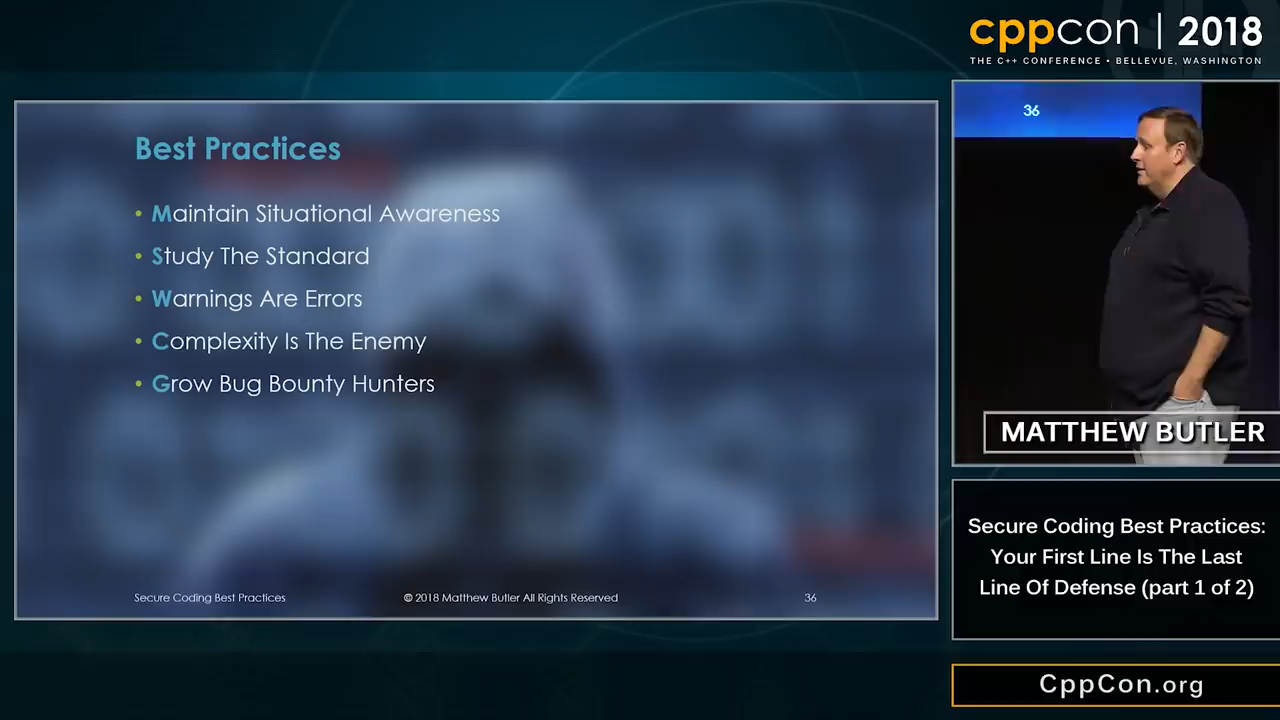 cppcon | 2018
THE C++ CONFERENCE • BELLEVUE, WASHINGTON
Best Practices
• Maintain Situational Awareness
• Study The Standard
• Warnings Are Errors
• Complexity Is The Enemy
• Grow Bug Bounty Hunters
Secure Coding Best Practices
© 2018 Matthew Butler All Rights Reserved
36
36
MATTHEW BUTLER
Secure Coding Best Practices:
Your First Line Is The Last
Line Of Defense (part 1 of 2)
CppCon.org